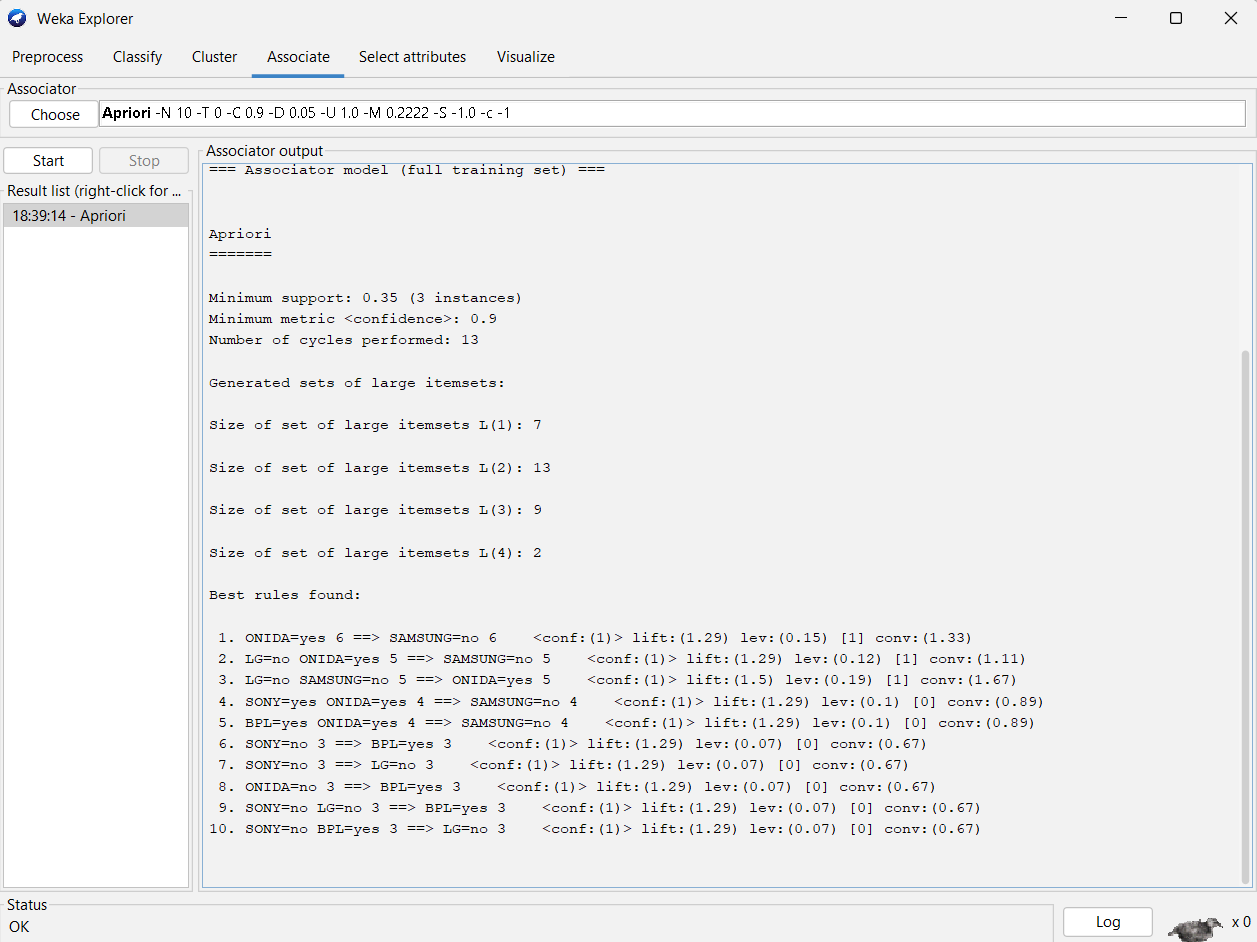 Weka Explorer
Preprocess Classify Cluster Associate Select attributes Visualize
Associator
Choose Apriori -N 10 -T 0 -C 0.9 -D 0.05 -U 1.0 -M 0.2222 -S -1.0 -c -1
Start Stop
Result list (right-click for ...
18:39:14 - Apriori
Associator output
=== Associator model (full training set) ===
Apriori
=======
Minimum support: 0.35 (3 instances)
Minimum metric <confidence>: 0.9
Number of cycles performed: 13
Generated sets of large itemsets:
Size of set of large itemsets L(1): 7
Size of set of large itemsets L(2): 13
Size of set of large itemsets L(3): 9
Size of set of large itemsets L(4): 2
Best rules found:
1. ONIDA=yes 6 ==> SAMSUNG=no 6    <conf:(1)> lift:(1.29) lev:(0.15) [1] conv:(1.33)
2. LG=no ONIDA=yes 5 ==> SAMSUNG=no 5    <conf:(1)> lift:(1.29) lev:(0.12) [1] conv:(1.11)
3. LG=no SAMSUNG=no 5 ==> ONIDA=yes 5    <conf:(1)> lift:(1.5) lev:(0.19) [1] conv:(1.67)
4. SONY=yes ONIDA=yes 4 ==> SAMSUNG=no 4    <conf:(1)> lift:(1.29) lev:(0.1) [0] conv:(0.89)
5. BPL=yes ONIDA=yes 4 ==> SAMSUNG=no 4    <conf:(1)> lift:(1.29) lev:(0.1) [0] conv:(0.89)
6. SONY=no 3 ==> BPL=yes 3    <conf:(1)> lift:(1.29) lev:(0.07) [0] conv:(0.67)
7. SONY=no 3 ==> LG=no 3    <conf:(1)> lift:(1.29) lev:(0.07) [0] conv:(0.67)
8. ONIDA=no 3 ==> BPL=yes 3    <conf:(1)> lift:(1.29) lev:(0.07) [0] conv:(0.67)
9. SONY=no LG=no 3 ==> BPL=yes 3    <conf:(1)> lift:(1.29) lev:(0.07) [0] conv:(0.67)
10. SONY=no BPL=yes 3 ==> LG=no 3    <conf:(1)> lift:(1.29) lev:(0.07) [0] conv:(0.67)
Status
OK
Log
x 0